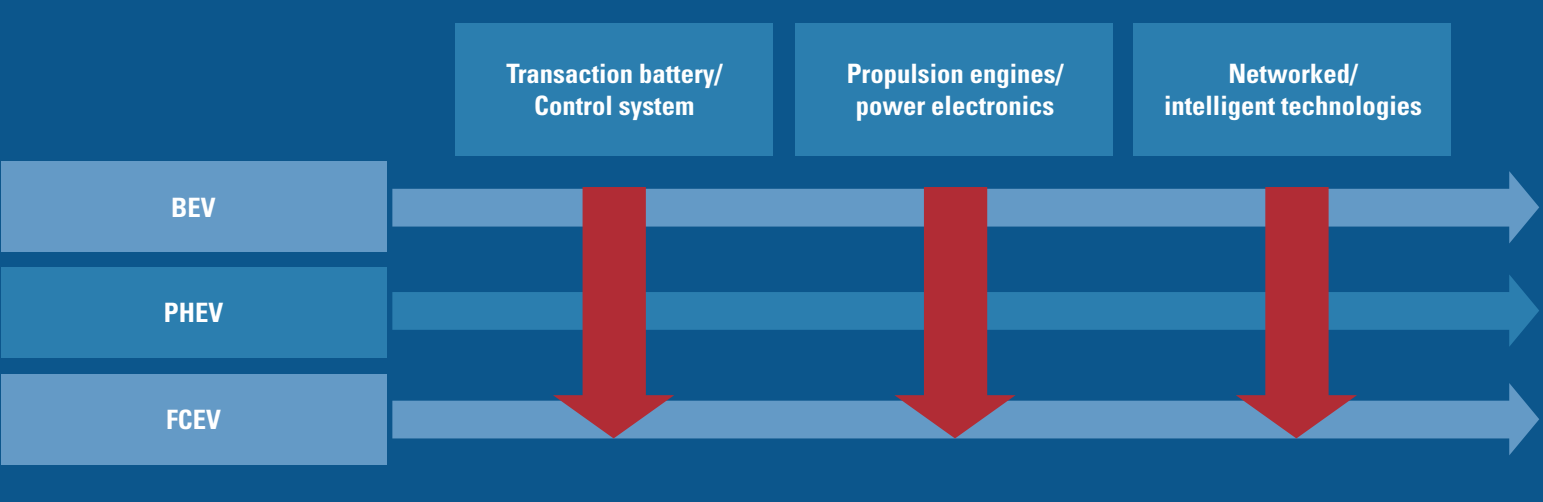 Transaction battery/
Control system
Propulsion engines/
power electronics
Networked/
intelligent technologies
BEV
PHEV
FCEV